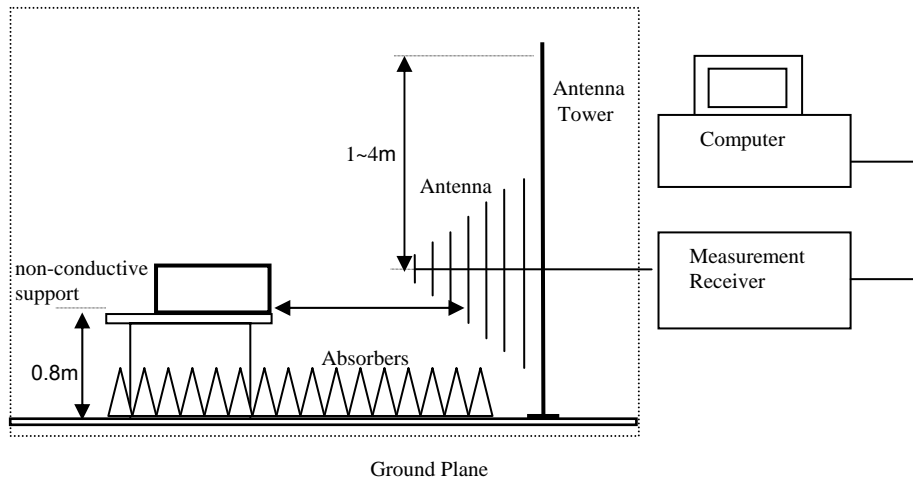 Antenna
Tower
1~4m
Computer
Antenna
non-conductive
support
Measurement
Receiver
0.8m
Absorbers
Ground Plane